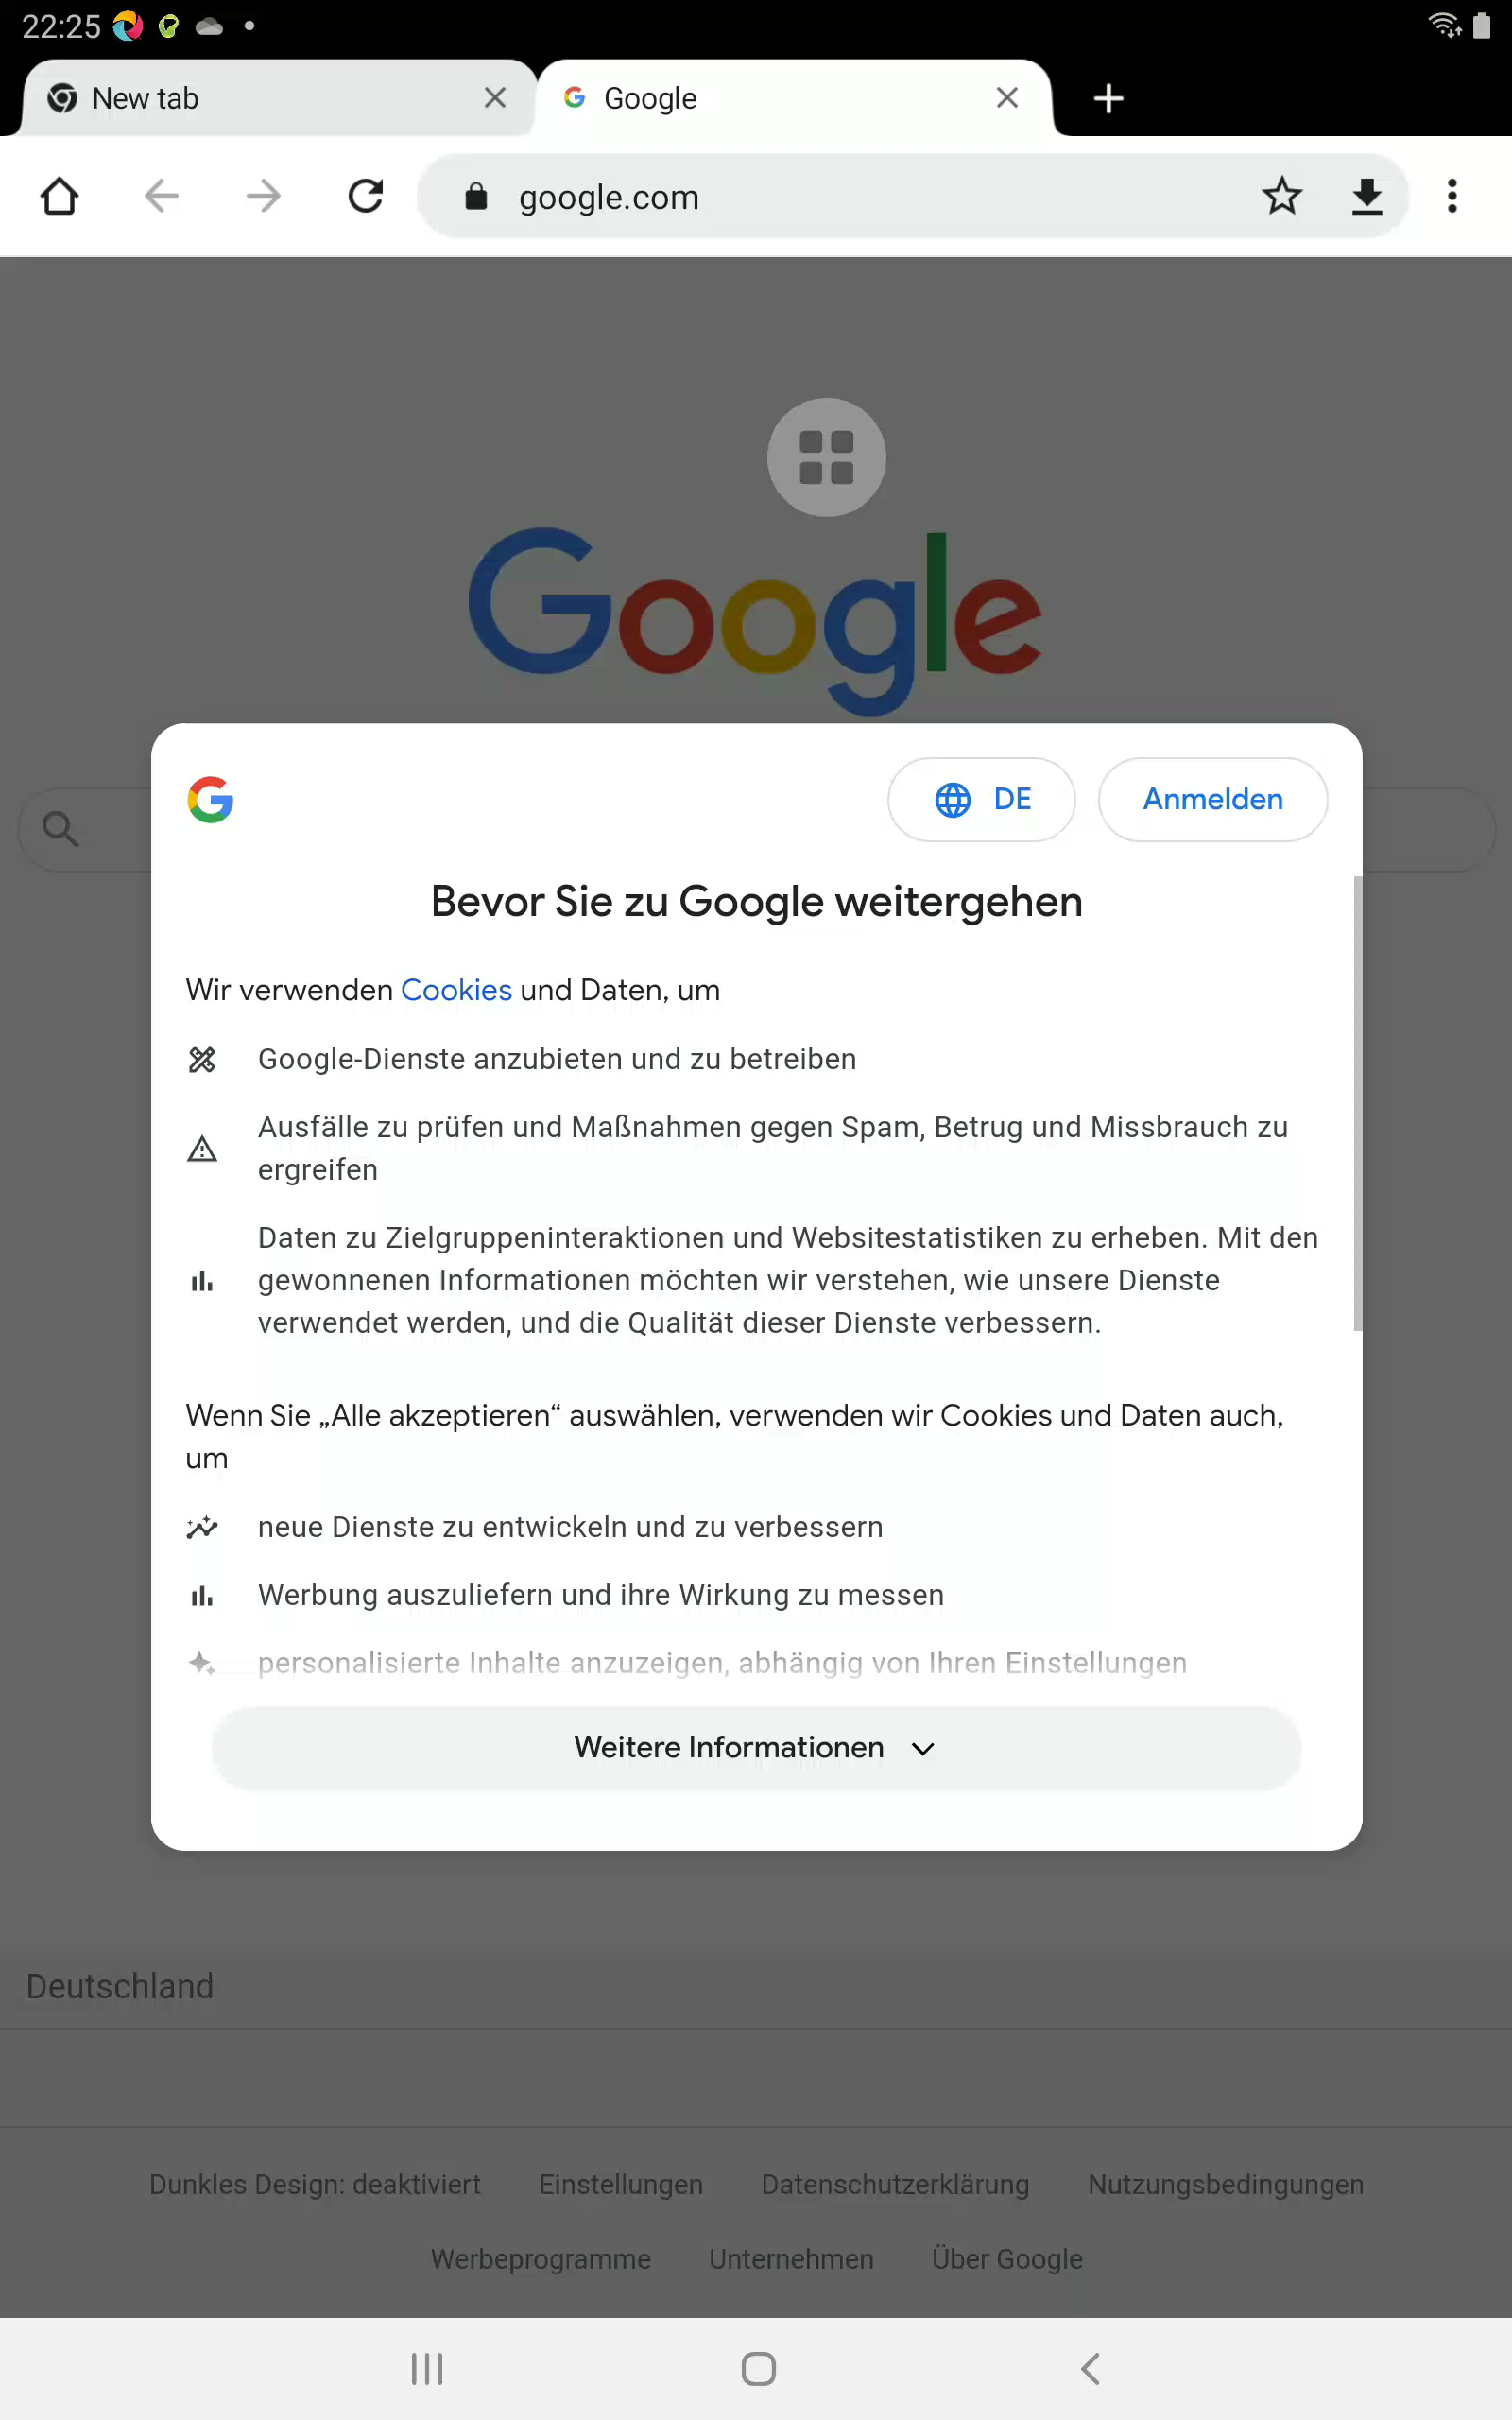 22:25
New tab
Google
google.com
Google
DE
Anmelden
Bevor Sie zu Google weitergehen
Wir verwenden Cookies und Daten, um
Google-Dienste anzubieten und zu betreiben
Ausfälle zu prüfen und Maßnahmen gegen Spam, Betrug und Missbrauch zu
ergreifen
Daten zu Zielgruppeninteraktionen und Websitestatistiken zu erheben. Mit den
gewonnenen Informationen möchten wir verstehen, wie unsere Dienste
verwendet werden, und die Qualität dieser Dienste verbessern.
Wenn Sie „Alle akzeptieren“ auswählen, verwenden wir Cookies und Daten auch,
um
neue Dienste zu entwickeln und zu verbessern
Werbung auszuliefern und ihre Wirkung zu messen
personalisierte Inhalte anzuzeigen, abhängig von Ihren Einstellungen
Weitere Informationen
Deutschland
Dunkles Design: deaktiviert Einstellungen Datenschutzerklärung Nutzungsbedingungen
Werbeprogramme Unternehmen Über Google